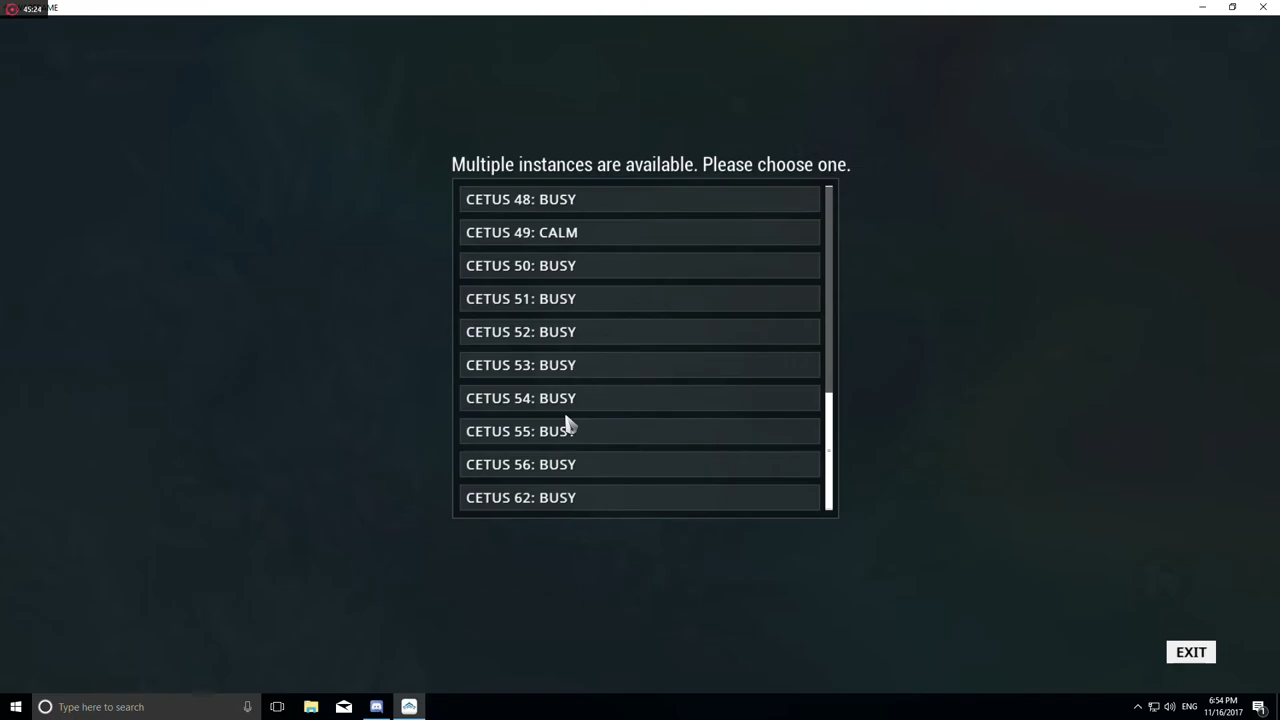 45:24
AME
Multiple instances are available. Please choose one.
CETUS 48: BUSY
CETUS 49: CALM
CETUS 50: BUSY
CETUS 51: BUSY
CETUS 52: BUSY
CETUS 53: BUSY
CETUS 54: BUSY
CETUS 55: BUSY
CETUS 56: BUSY
CETUS 62: BUSY
EXIT
Type here to search
ENG
6:54 PM
11/16/2017
1